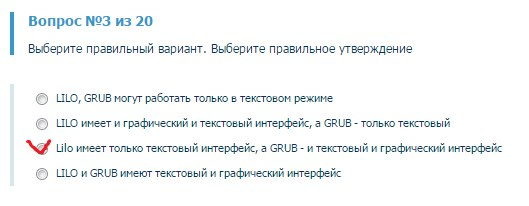 Вопрос №3 из 20
Выберите правильный вариант. Выберите правильное утверждение
LILO, GRUB могут работать только в текстовом режиме
LILO имеет и графический и текстовый интерфейс, а GRUB - только текстовый
Lilo имеет только текстовый интерфейс, а GRUB - и текстовый и графический интерфейс
LILO и GRUB имеют текстовый и графический интерфейс